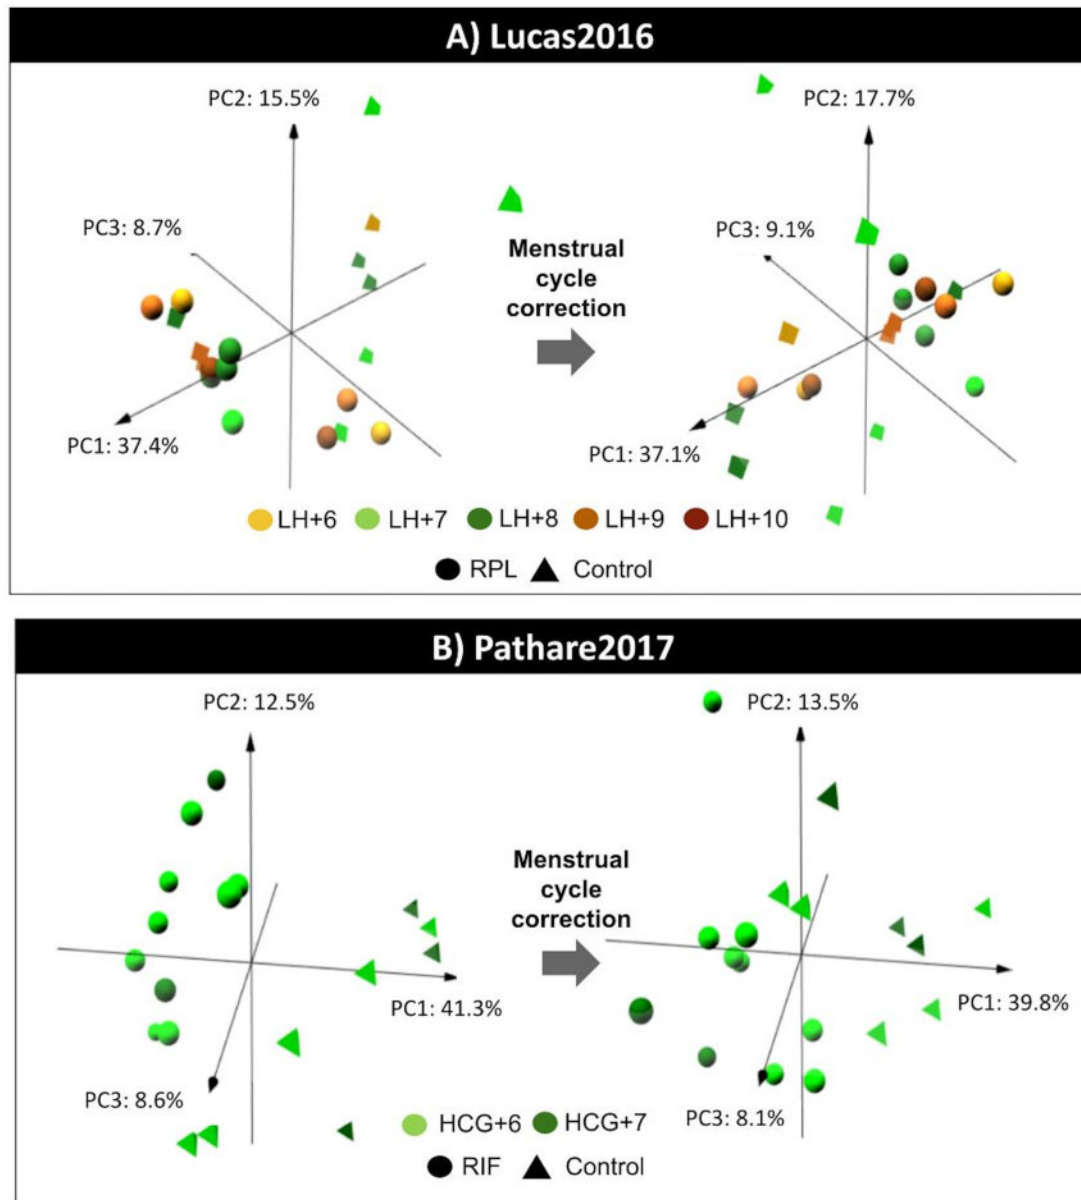 A) Lucas2016
PC2: 15.5%
PC3: 8.7%
PC1: 37.4%
Menstrual
cycle
correction
PC2: 17.7%
PC3: 9.1%
PC1: 37.1%
LH+6 LH+7 LH+8 LH+9 LH+10
RPL Control
B) Pathare2017
PC2: 12.5%
PC1: 41.3%
PC3: 8.6%
Menstrual
cycle
correction
PC2: 13.5%
PC1: 39.8%
PC3: 8.1%
HCG+6 HCG+7
RIF Control